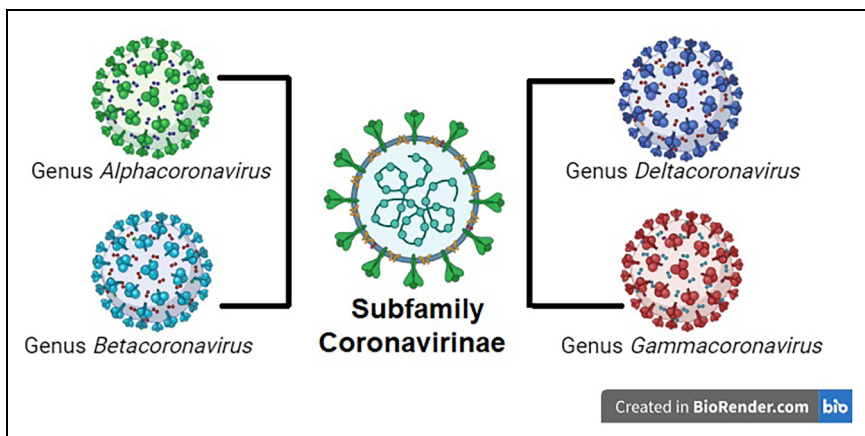 Genus Alphacoronavirus
Genus Deltacoronavirus
Genus Betacoronavirus
Subfamily
Coronavirinae
Genus Gammacoronavirus
Created in BioRender.com bio